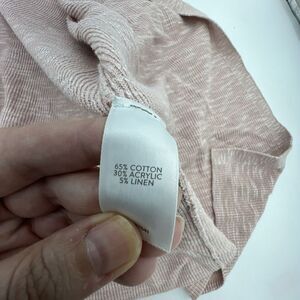 65% COTTON
30% ACRYLIC
5% LINEN